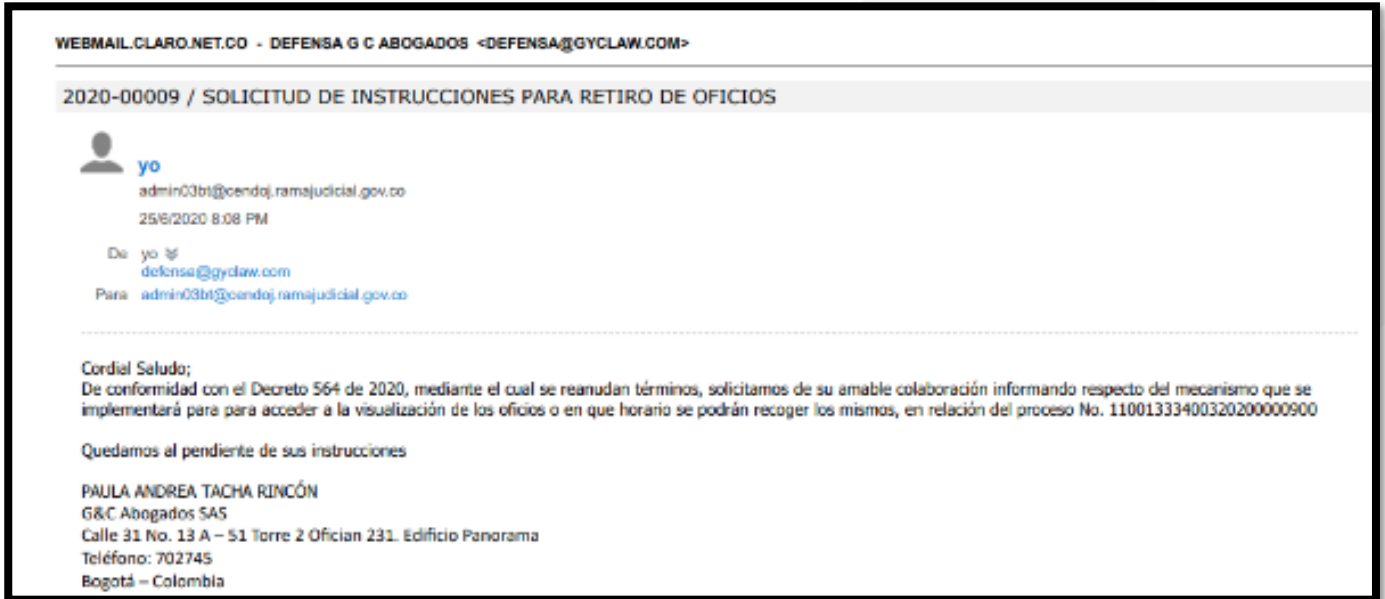 WEBMAIL.CLARO.NET.CO - DEFENSA G C ABOGADOS <DEFENSA@GYCLAW.COM>
2020-00009 / SOLICITUD DE INSTRUCCIONES PARA RETIRO DE OFICIOS
yo
admin03bt@cendoj.ramajudicial.gov.co
25/6/2020 8:08 PM
De yo
defensa@gyclaw.com
Para admin03bt@cendoj.ramajudicial.gov.co
Cordial Saludo;
De conformidad con el Decreto 564 de 2020, mediante el cual se reanudan términos, solicitamos de su amable colaboración informando respecto del mecanismo que se
implementará para para acceder a la visualización de los oficios o en que horario se podrán recoger los mismos, en relación del proceso No. 11001333400320200000900
Quedamos al pendiente de sus instrucciones
PAULA ANDREA TACHA RINCÓN
G&C Abogados SAS
Calle 31 No. 13 A – 51 Torre 2 Ofician 231. Edificio Panorama
Teléfono: 702745
Bogotá – Colombia